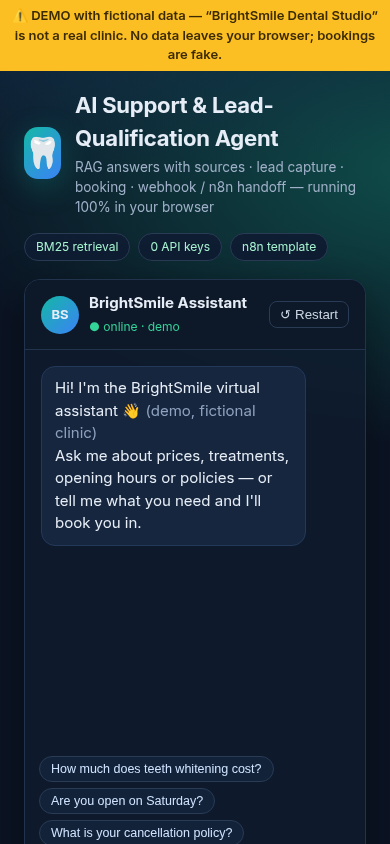 ⚠️ DEMO with fictional data — “BrightSmile Dental Studio”
is not a real clinic. No data leaves your browser; bookings
are fake.
AI Support & Lead-
Qualification Agent
RAG answers with sources · lead capture ·
booking · webhook / n8n handoff — running
100% in your browser
BM25 retrieval
0 API keys
n8n template
BS
BrightSmile Assistant
online · demo
↺ Restart
Hi! I'm the BrightSmile virtual
assistant 👋 (demo, fictional
clinic)
Ask me about prices, treatments,
opening hours or policies — or
tell me what you need and I'll
book you in.
How much does teeth whitening cost?
Are you open on Saturday?
What is your cancellation policy?